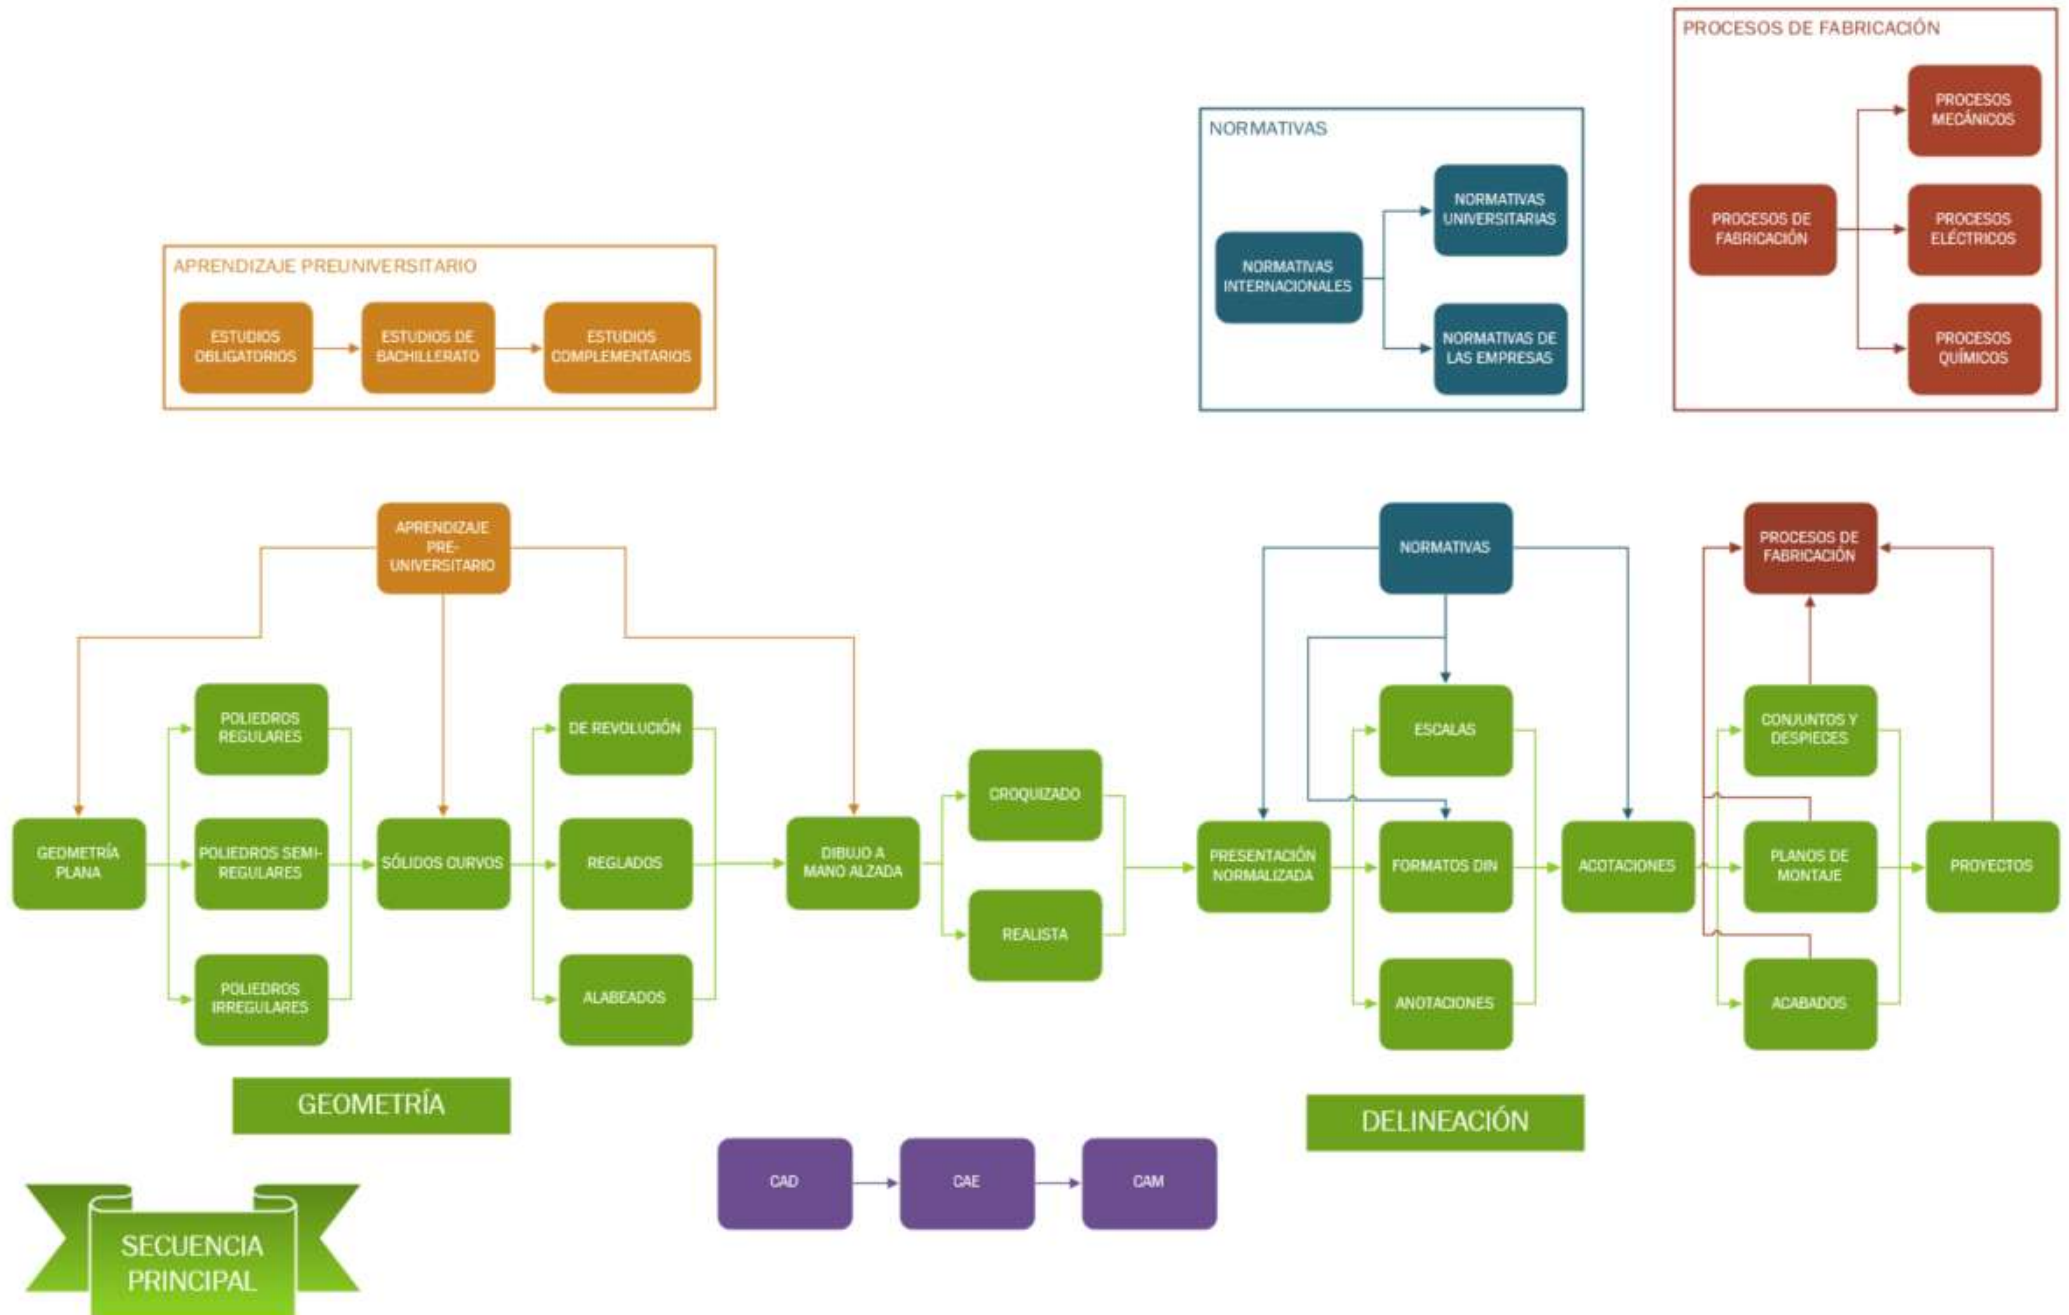 PROCESOS DE FABRICACIÓN
PROCESOS
MECÁNICOS
PROCESOS DE
FABRICACIÓN
PROCESOS
ELÉCTRICOS
PROCESOS
QUÍMICOS
NORMATIVAS
NORMATIVAS
UNIVERSITARIAS
NORMATIVAS
INTERNACIONALES
NORMATIVAS DE
LAS EMPRESAS
APRENDIZAJE PREUNIVERSITARIO
ESTUDIOS
OBLIGATORIOS
ESTUDIOS DE
BACHILLERATO
ESTUDIOS
COMPLEMENTARIOS
APRENDIZAJE
PRE-
UNIVERSITARIO
NORMATIVAS
PROCESOS DE
FABRICACIÓN
GEOMETRÍA
PLANA
POLIEDROS
REGULARES
POLIEDROS SEMI-
REGULARES
POLIEDROS
IRREGULARES
SÓLIDOS CURVOS
DE REVOLUCIÓN
REGLADOS
ALABEADOS
DIBUJO A
MANO ALZADA
CROQUIZADO
REALISTA
PRESENTACIÓN
NORMALIZADA
ESCALAS
FORMATOS DIN
ANOTACIONES
ACOTACIONES
CONJUNTOS Y
DESPIECES
PLANOS DE
MONTAJE
ACABADOS
PROYECTOS
GEOMETRÍA
DELINEACIÓN
CAD
CAE
CAM
SECUENCIA
PRINCIPAL